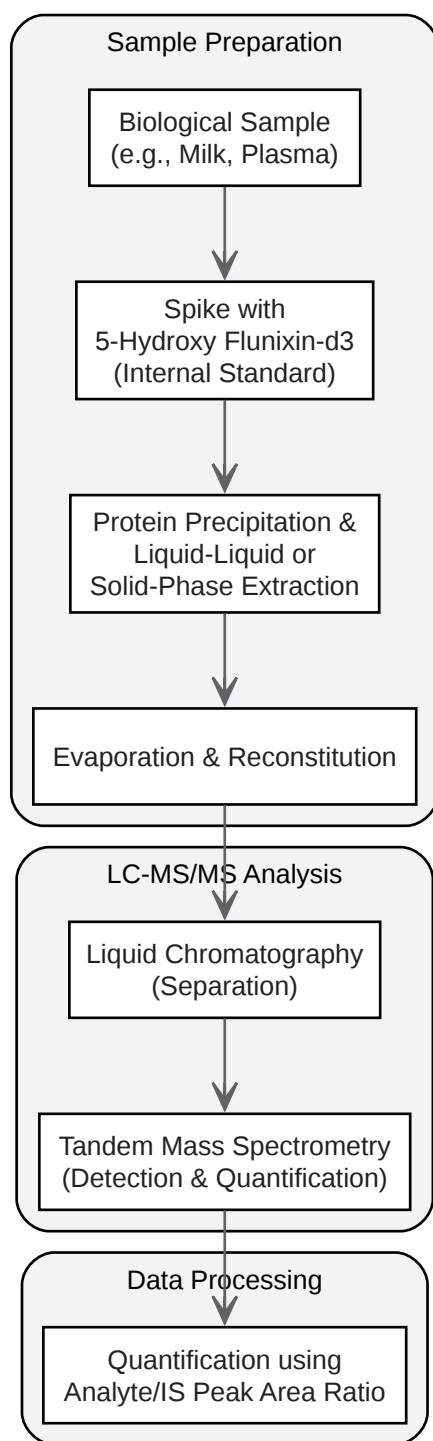 Sample Preparation
Biological Sample
(e.g., Milk, Plasma)
Spike with
5-Hydroxy Flunixin-d3
(Internal Standard)
Protein Precipitation &
Liquid-Liquid or
Solid-Phase Extraction
Evaporation & Reconstitution
LC-MS/MS Analysis
Liquid Chromatography
(Separation)
Tandem Mass Spectrometry
(Detection & Quantification)
Data Processing
Quantification using
Analyte/IS Peak Area Ratio